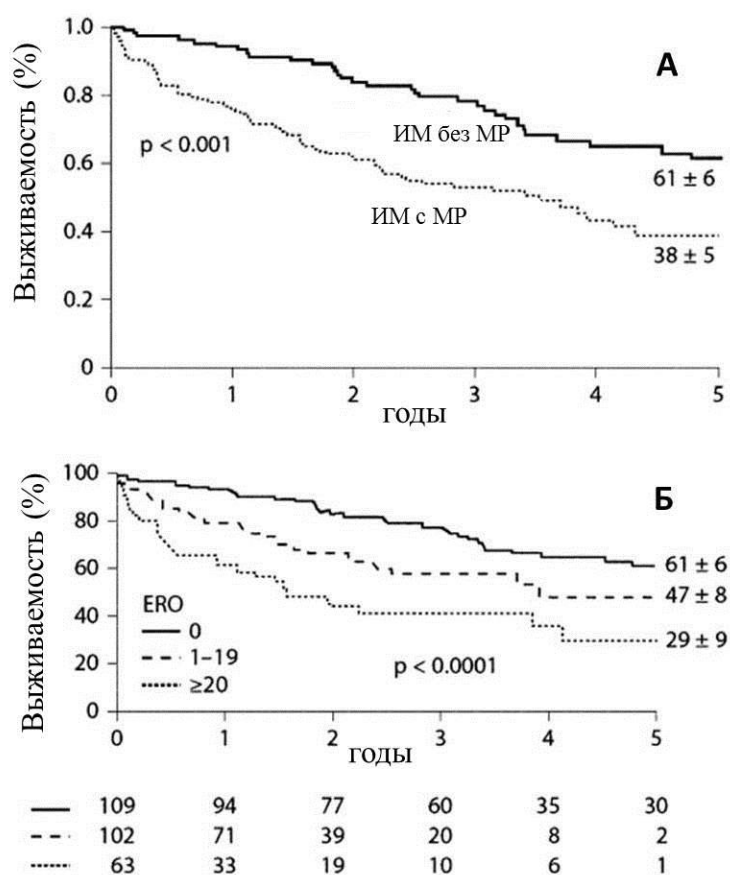 Выживаемость (%)
1.0
0.8
0.6
0.4
0.2
0
А
p < 0.001
ИМ без МР
61 ± 6
ИМ с МР
38 ± 5
0 1 2 3 4 5
годы
Выживаемость (%)
100
80
60
40
20
0
Б
61 ± 6
47 ± 8
29 ± 9
ERO
0
1–19
≥20
p < 0.0001
0 1 2 3 4 5
годы
109 94 77 60 35 30
102 71 39 20 8 2
63 33 19 10 6 1